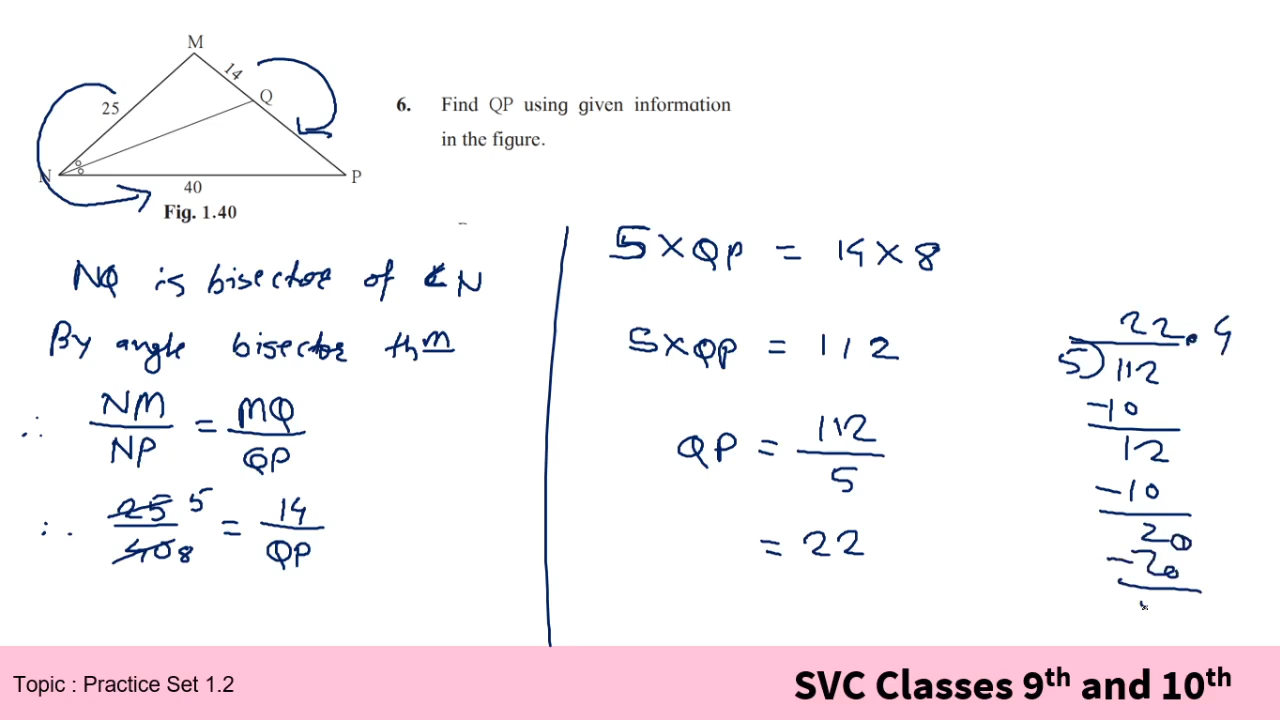 M
14
25
Q
N
P
40
Fig. 1.40
6. Find QP using given information
in the figure.
NQ is bisector of ∠N
By angle bisector thm
∴ NM/NP = MQ/QP
∴ 25 5/40 8 = 14/QP
5 × QP = 14 × 8
5 × QP = 112
QP = 112/5
= 22
22.4
5)112
-10
12
-10
20
-20
x
Topic : Practice Set 1.2
SVC Classes 9th and 10th